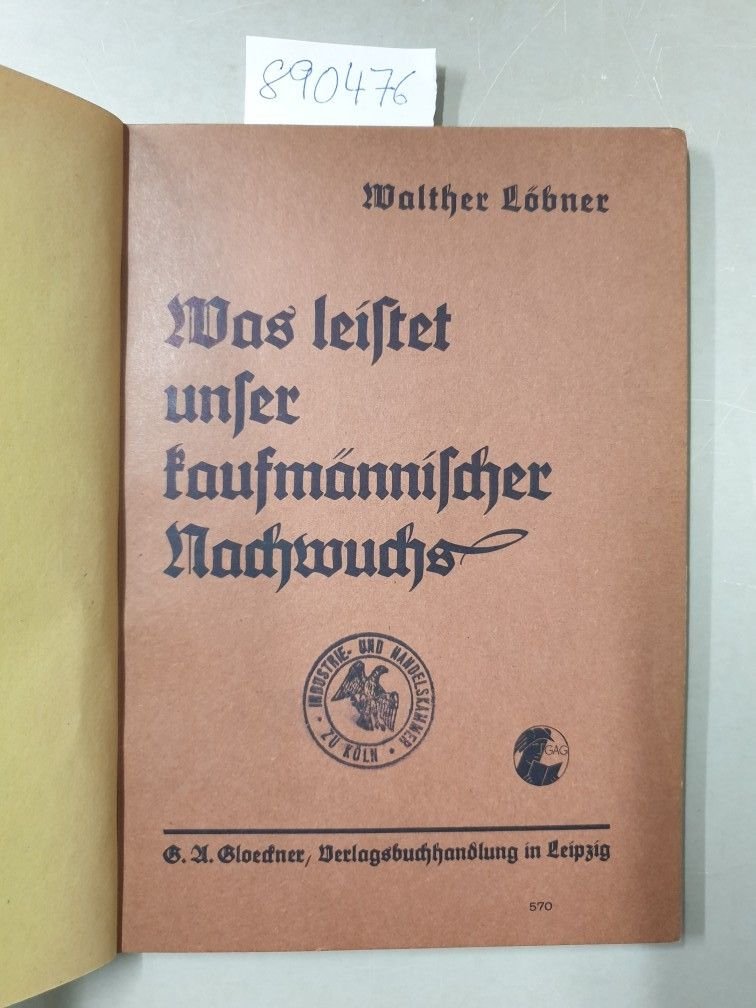 890476
Walther Löbner
Was leiſtet
unſer
kaufmänniſcher
Nachwuchs
INDUSTRIE- UND HANDELSKAMMER
• ZU KÖLN •
GAG
G. A. Gloeckner, Verlagsbuchhandlung in Leipzig
570